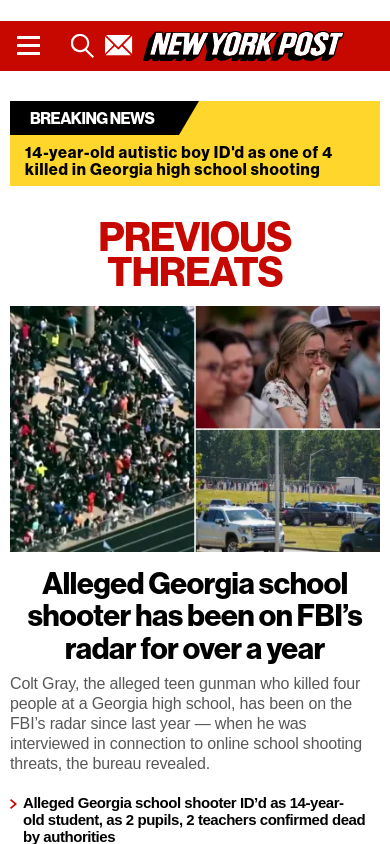 NEW YORK POST
BREAKING NEWS
14-year-old autistic boy ID'd as one of 4
killed in Georgia high school shooting
PREVIOUS
THREATS
Alleged Georgia school
shooter has been on FBI’s
radar for over a year
Colt Gray, the alleged teen gunman who killed four
people at a Georgia high school, has been on the
FBI’s radar since last year — when he was
interviewed in connection to online school shooting
threats, the bureau revealed.
Alleged Georgia school shooter ID’d as 14-year-
old student, as 2 pupils, 2 teachers confirmed dead
by authorities